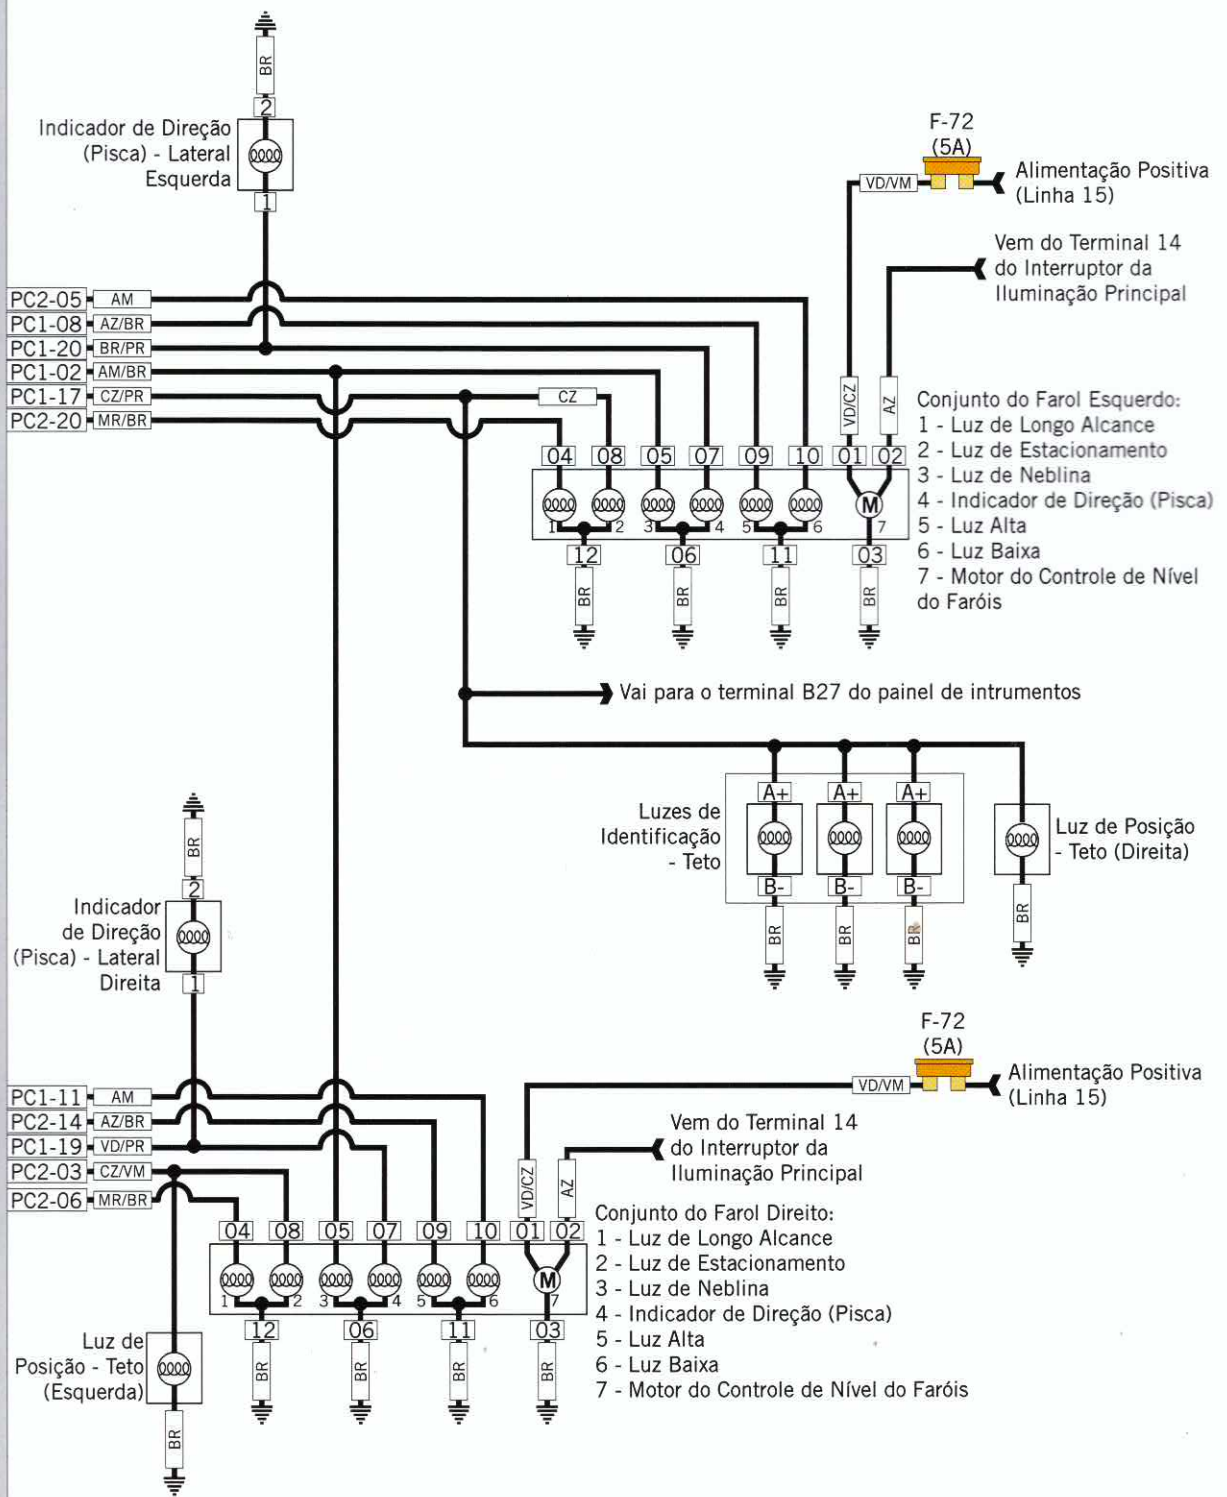 BR
2
Indicador de Direção
(Pisca) - Lateral
Esquerda
1
F-72
(5A)
VD/VM
Alimentação Positiva
(Linha 15)
Vem do Terminal 14
do Interruptor da
Iluminação Principal
PC2-05 AM
PC1-08 AZ/BR
PC1-20 BR/PR
PC1-02 AM/BR
PC1-17 CZ/PR CZ
PC2-20 MR/BR
VD/CZ AZ
04 08 05 07 09 10 01 02
M
1 2 3 4 5 6 7
12 06 11 03
BR BR BR BR
Conjunto do Farol Esquerdo:
1 - Luz de Longo Alcance
2 - Luz de Estacionamento
3 - Luz de Neblina
4 - Indicador de Direção (Pisca)
5 - Luz Alta
6 - Luz Baixa
7 - Motor do Controle de Nível
do Faróis
Vai para o terminal B27 do painel de intrumentos
Luzes de
Identificação
- Teto
A+ A+ A+
B- B- B-
BR BR BR
Luz de Posição
- Teto (Direita)
BR
BR
2
Indicador
de Direção
(Pisca) - Lateral
Direita
1
F-72
(5A)
VD/VM
Alimentação Positiva
(Linha 15)
Vem do Terminal 14
do Interruptor da
Iluminação Principal
PC1-11 AM
PC2-14 AZ/BR
PC1-19 VD/PR
PC2-03 CZ/VM
PC2-06 MR/BR
VD/CZ AZ
04 08 05 07 09 10 01 02
M
1 2 3 4 5 6 7
12 06 11 03
BR BR BR BR
Conjunto do Farol Direito:
1 - Luz de Longo Alcance
2 - Luz de Estacionamento
3 - Luz de Neblina
4 - Indicador de Direção (Pisca)
5 - Luz Alta
6 - Luz Baixa
7 - Motor do Controle de Nível do Faróis
Luz de
Posição - Teto
(Esquerda)
BR